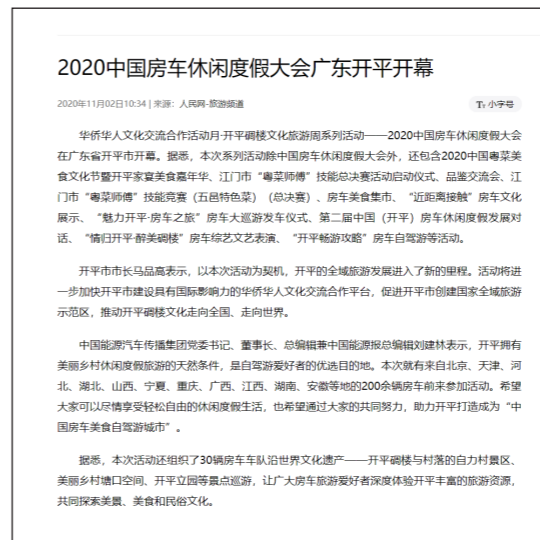 2020中国房车休闲度假大会广东开平开幕
2020年11月02日10:34 | 来源：人民网-旅游频道
TT 小字号
华侨华人文化交流合作活动月-开平碉楼文化旅游周系列活动——2020中国房车休闲度假大会
在广东省开平市开幕。据悉，本次系列活动除中国房车休闲度假大会外，还包含2020中国粤菜美
食文化节暨开平家宴美食嘉年华、江门市“粤菜师傅”技能总决赛活动启动仪式、品鉴交流会、江
门市“粤菜师傅”技能竞赛（五邑特色菜）（总决赛）、房车美食集市、“近距离接触”房车文化
展示、“魅力开平·房车之旅”房车大巡游发车仪式、第二届中国（开平）房车休闲度假发展对
话、“情归开平·醉美碉楼”房车综艺文艺表演、“开平畅游攻略”房车自驾游等活动。
开平市市长马品高表示，以本次活动为契机，开平的全域旅游发展进入了新的里程。活动将进
一步加快开平市建设具有国际影响力的华侨华人文化交流合作平台，促进开平市创建国家全域旅游
示范区，推动开平碉楼文化走向全国、走向世界。
中国能源汽车传播集团党委书记、董事长、总编辑兼中国能源报总编辑刘建林表示，开平拥有
美丽乡村休闲度假旅游的天然条件，是自驾游爱好者的优选目的地。本次就有来自北京、天津、河
北、湖北、山西、宁夏、重庆、广西、江西、湖南、安徽等地的200余辆房车前来参加活动。希望
大家可以尽情享受轻松自由的休闲度假生活，也希望通过大家的共同努力，助力开平打造成为“中
国房车美食自驾游城市”。
据悉，本次活动还组织了30辆房车车队沿世界文化遗产——开平碉楼与村落的自力村景区、
美丽乡村塘口空间、开平立园等景点巡游，让广大房车旅游爱好者深度体验开平丰富的旅游资源，
共同探索美景、美食和民俗文化。